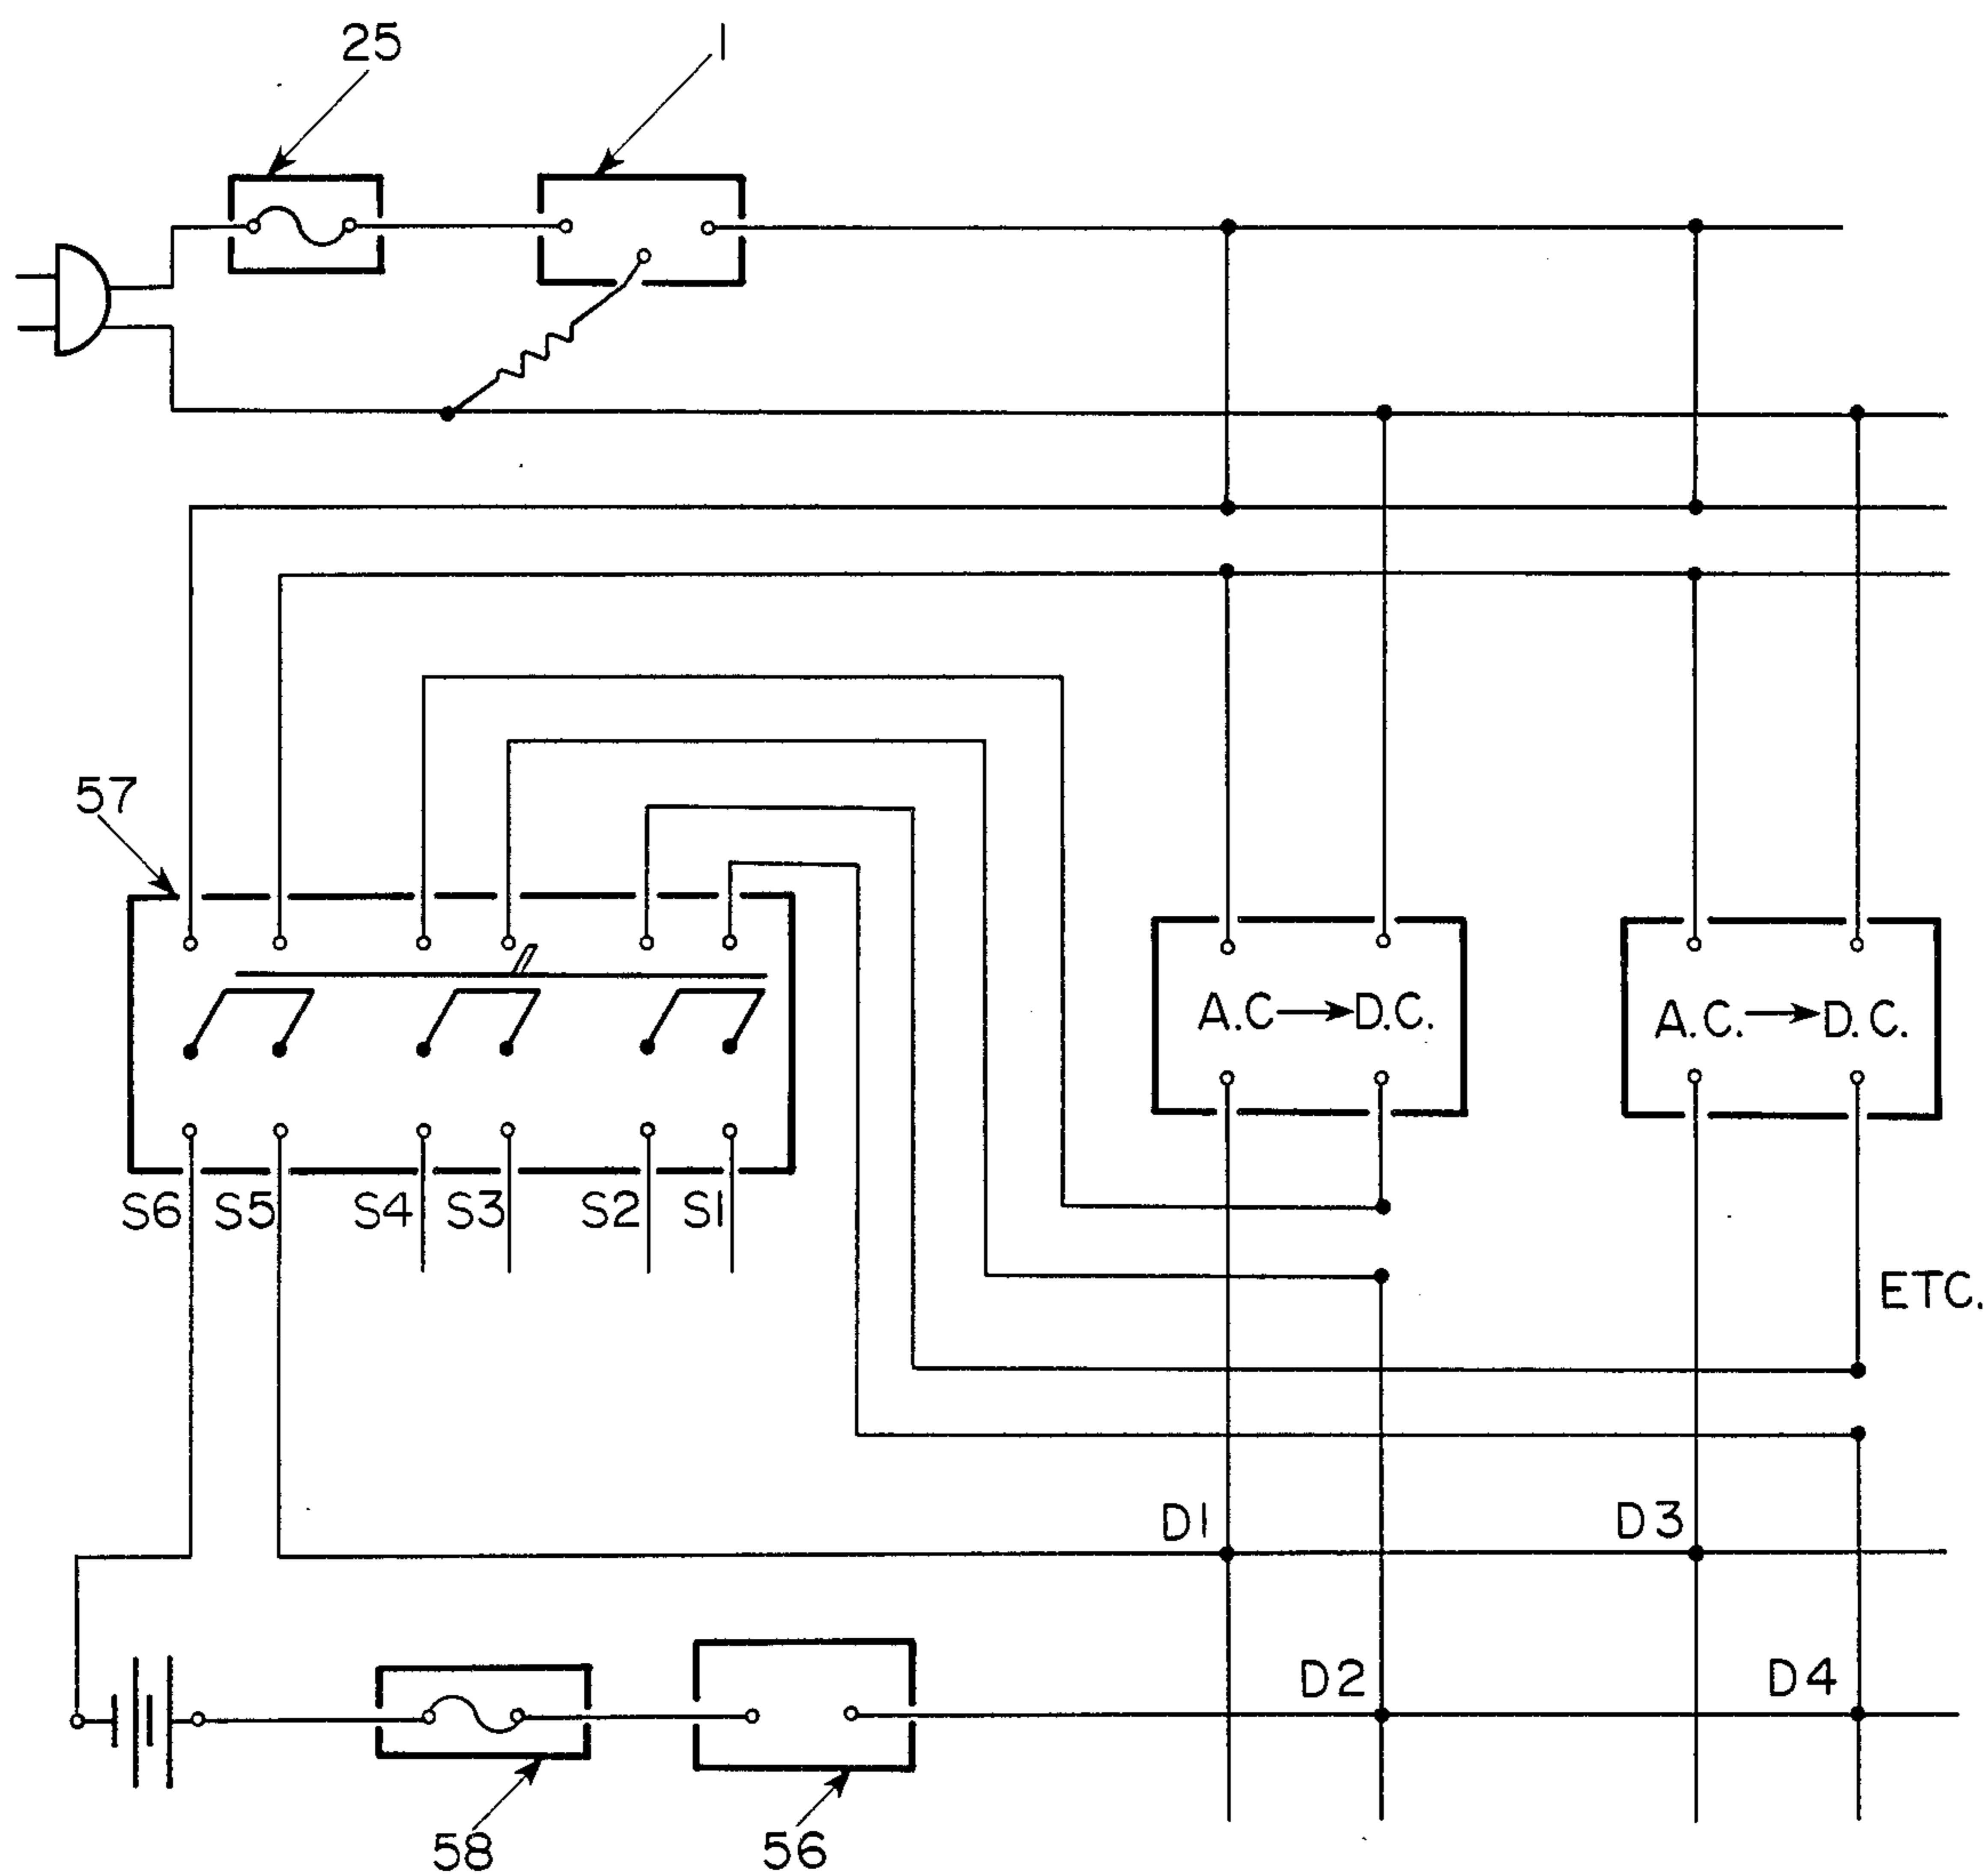 25
1
57
A.C→D.C.
A.C.→D.C.
S6 S5 S4 S3 S2 S1
ETC.
D1
D3
D2
D4
58
56